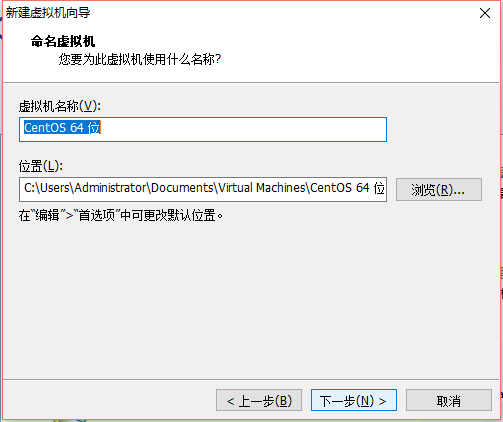 新建虚拟机向导
命名虚拟机
您要为此虚拟机使用什么名称?
虚拟机名称(V):
CentOS 64 位
位置(L):
C:\Users\Administrator\Documents\Virtual Machines\CentOS 64 位
浏览(R)...
在“编辑”>“首选项”中可更改默认位置。
< 上一步(B)
下一步(N) >
取消